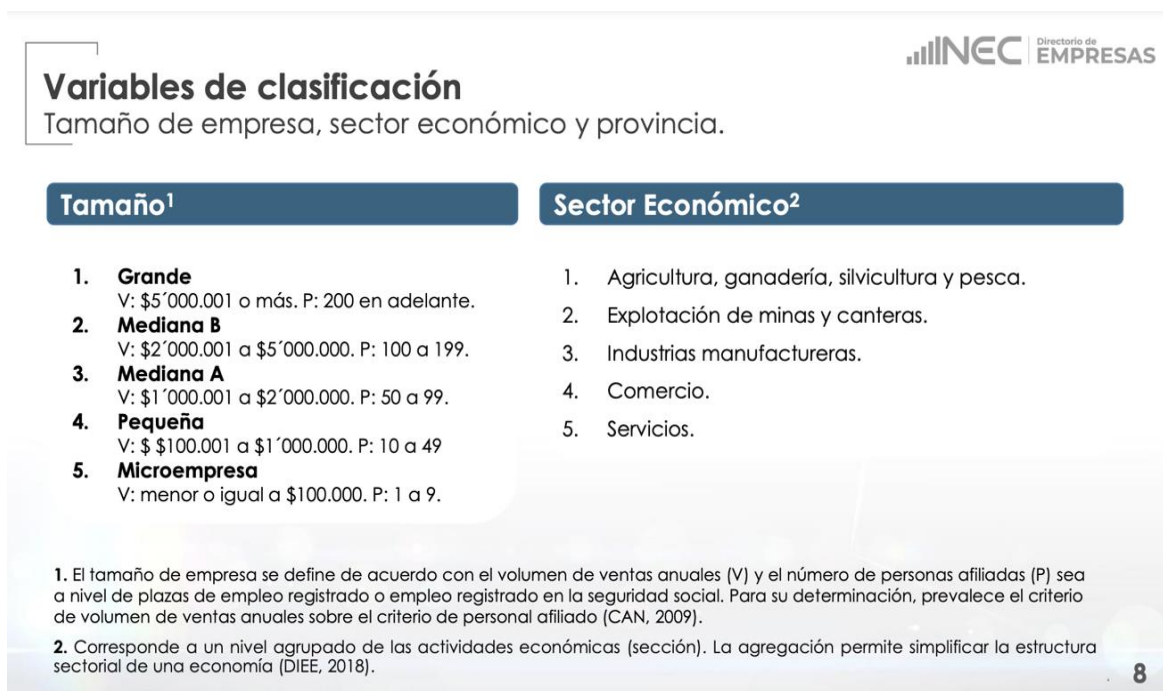 INEC Directorio de
EMPRESAS
Variables de clasificación
Tamaño de empresa, sector económico y provincia.
Tamaño¹
1. Grande
V: $5´000.001 o más. P: 200 en adelante.
2. Mediana B
V: $2´000.001 a $5´000.000. P: 100 a 199.
3. Mediana A
V: $1´000.001 a $2´000.000. P: 50 a 99.
4. Pequeña
V: $ $100.001 a $1´000.000. P: 10 a 49
5. Microempresa
V: menor o igual a $100.000. P: 1 a 9.
Sector Económico²
1. Agricultura, ganadería, silvicultura y pesca.
2. Explotación de minas y canteras.
3. Industrias manufactureras.
4. Comercio.
5. Servicios.
1. El tamaño de empresa se define de acuerdo con el volumen de ventas anuales (V) y el número de personas afiliadas (P) sea
a nivel de plazas de empleo registrado o empleo registrado en la seguridad social. Para su determinación, prevalece el criterio
de volumen de ventas anuales sobre el criterio de personal afiliado (CAN, 2009).
2. Corresponde a un nivel agrupado de las actividades económicas (sección). La agregación permite simplificar la estructura
sectorial de una economía (DIEE, 2018).
8